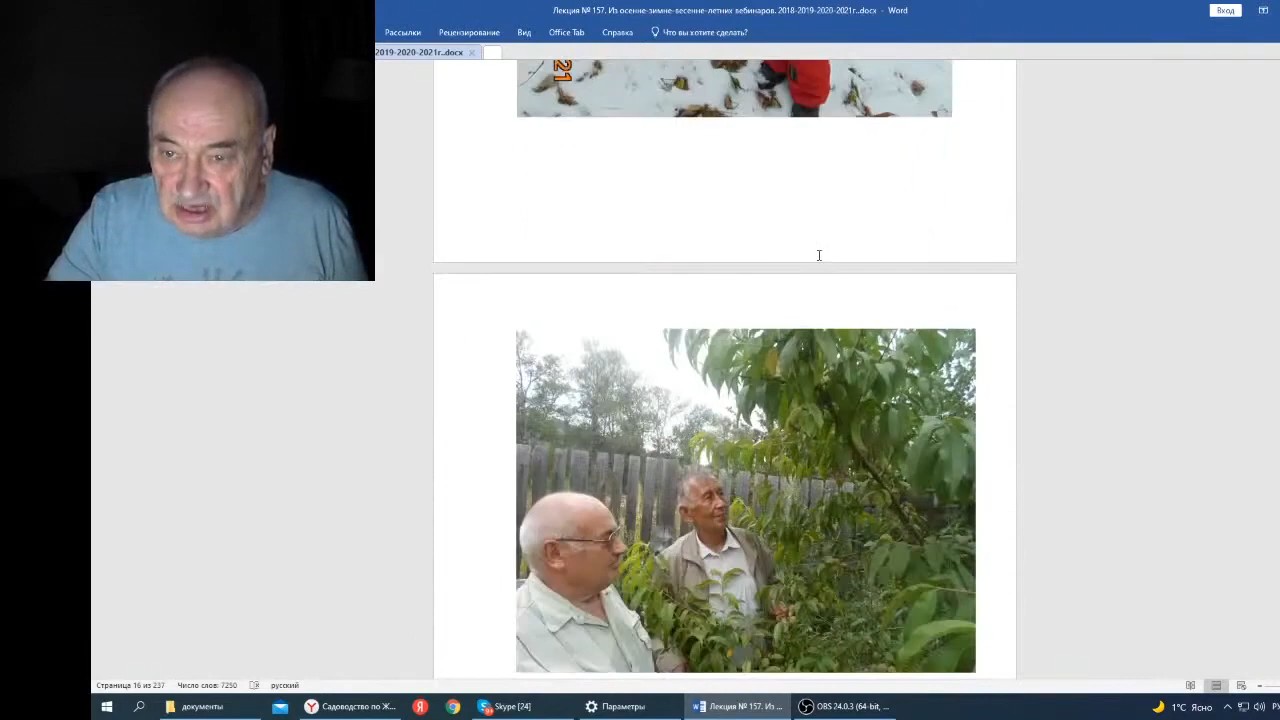 Лекция № 157. Из осенне-зимне-весенне-летних вебинаров. 2018-2019-2020-2021г..docx - Word
Вход
Рассылки
Рецензирование
Вид
Office Tab
Справка
Что вы хотите сделать?
2019-2020-2021г..docx
21
Страница 16 из 237
Число слов: 7250
русский
документы
Садоводство по Ж...
Skype [24]
Параметры
Лекция № 157. Из ...
OBS 24.0.3 (64-bit, ...
1°C Ясно